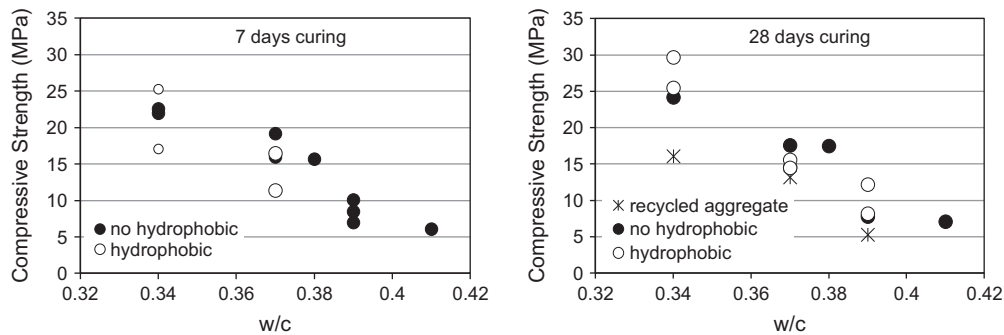 Compressive Strength (MPa)
35
30
25
20
15
10
5
0
7 days curing
no hydrophobic
hydrophobic
0.32
0.34
0.36
0.38
0.4
0.42
w/c
Compressive Strength (MPa)
35
30
25
20
15
10
5
0
28 days curing
recycled aggregate
no hydrophobic
hydrophobic
0.32
0.34
0.36
0.38
0.4
0.42
w/c